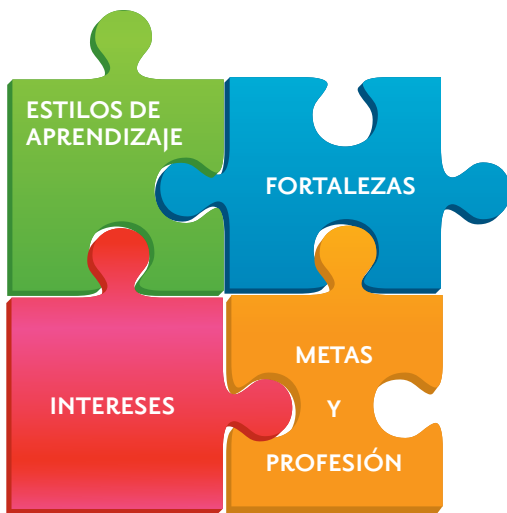 ESTILOS DE
APRENDIZAJE
FORTALEZAS
INTERESES
METAS
Y
PROFESIÓN